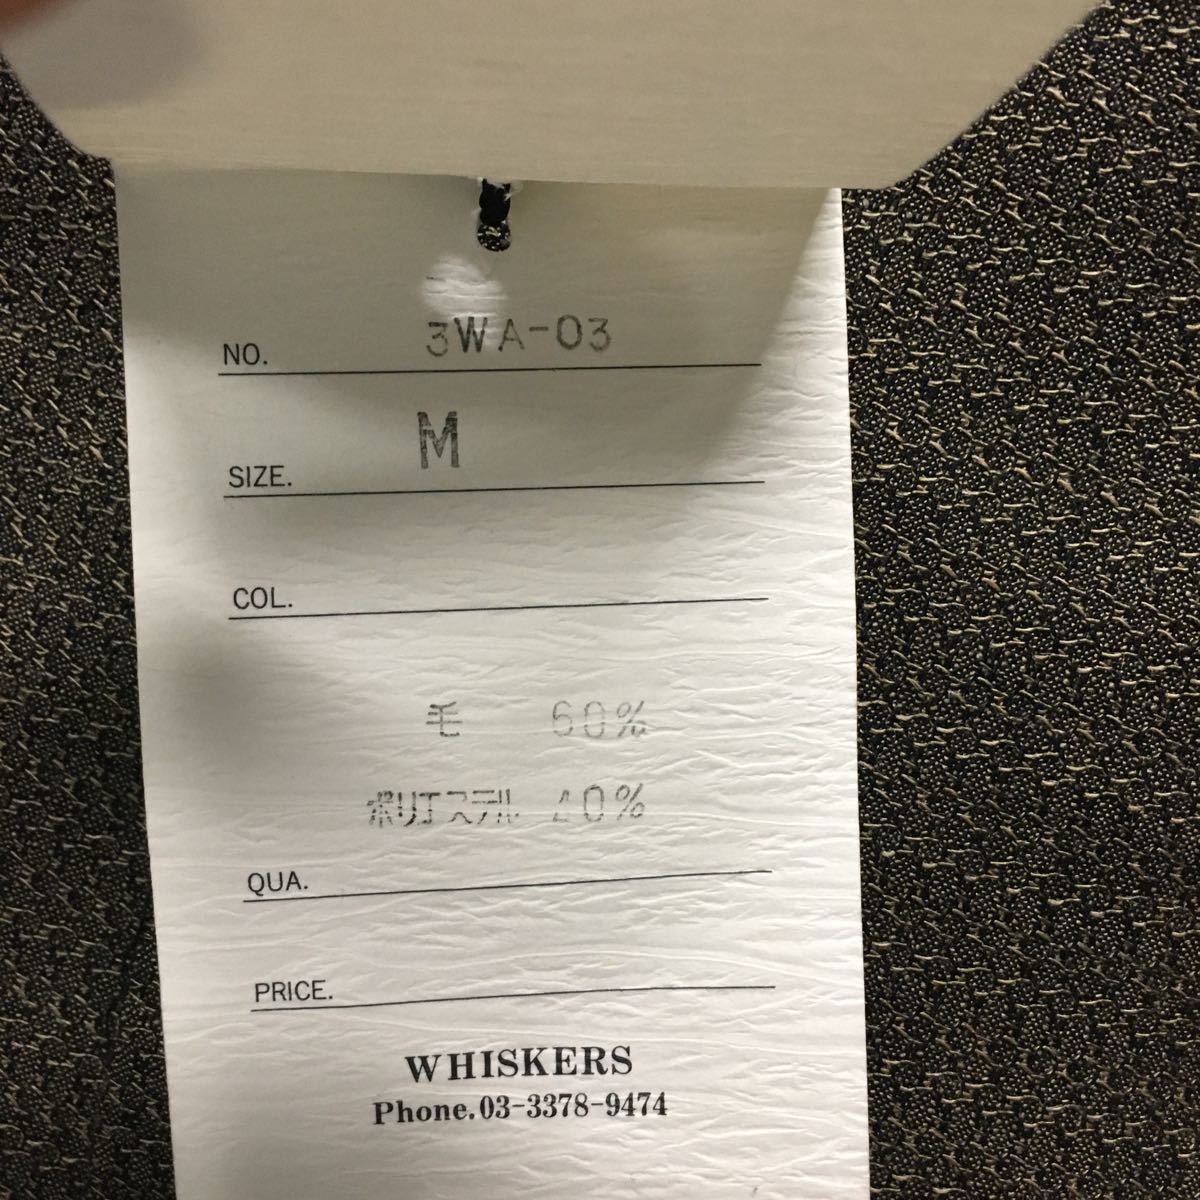 NO. 3WA-03
SIZE. M
COL.
毛 60%
ポリエステル 40%
QUA.
PRICE.
WHISKERS
Phone.03-3378-9474